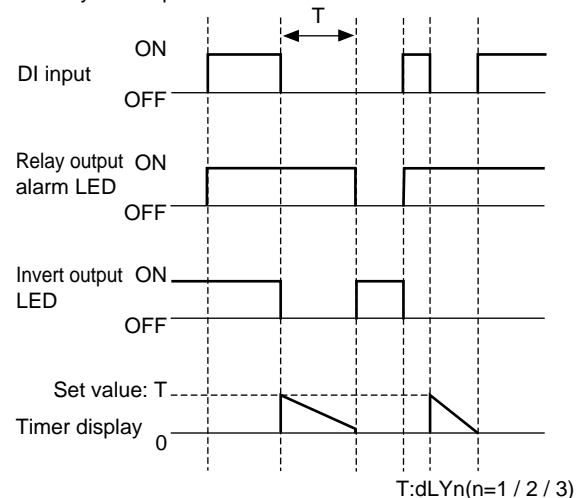 T
ON
DI input
OFF
Relay output ON
alarm LED
OFF
Invert output ON
LED
OFF
Set value: T
Timer display
0
T:dLYn(n=1 / 2 / 3)